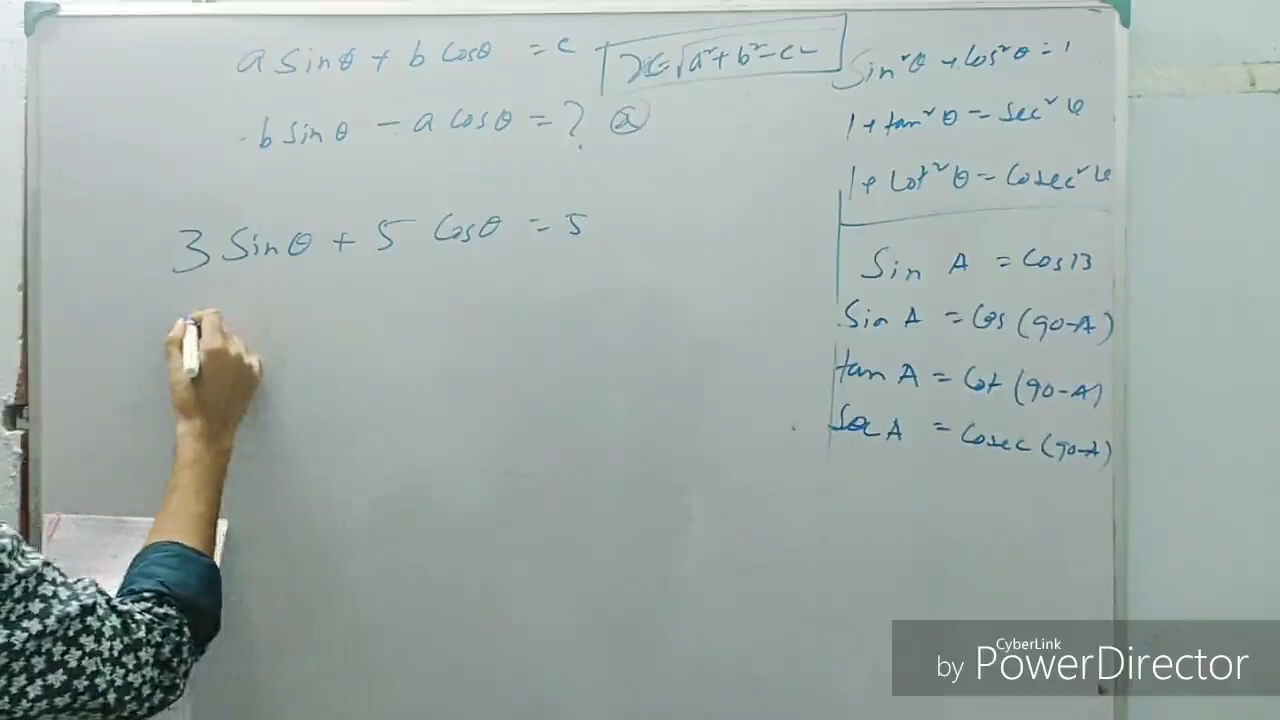 a sinθ + b cosθ = c
x = √a²+b²-c²
b sinθ - a cosθ = ? x
3 Sinθ + 5 Cosθ = 5
Sin²θ + Cos²θ = 1
1 + tan²θ = Sec²θ
1 + Cot²θ = Cosec²θ
Sin A = Cos B
Sin A = Cos (90-A)
tan A = Cot (90-A)
Sec A = Cosec (90-A)
CyberLink
by PowerDirector